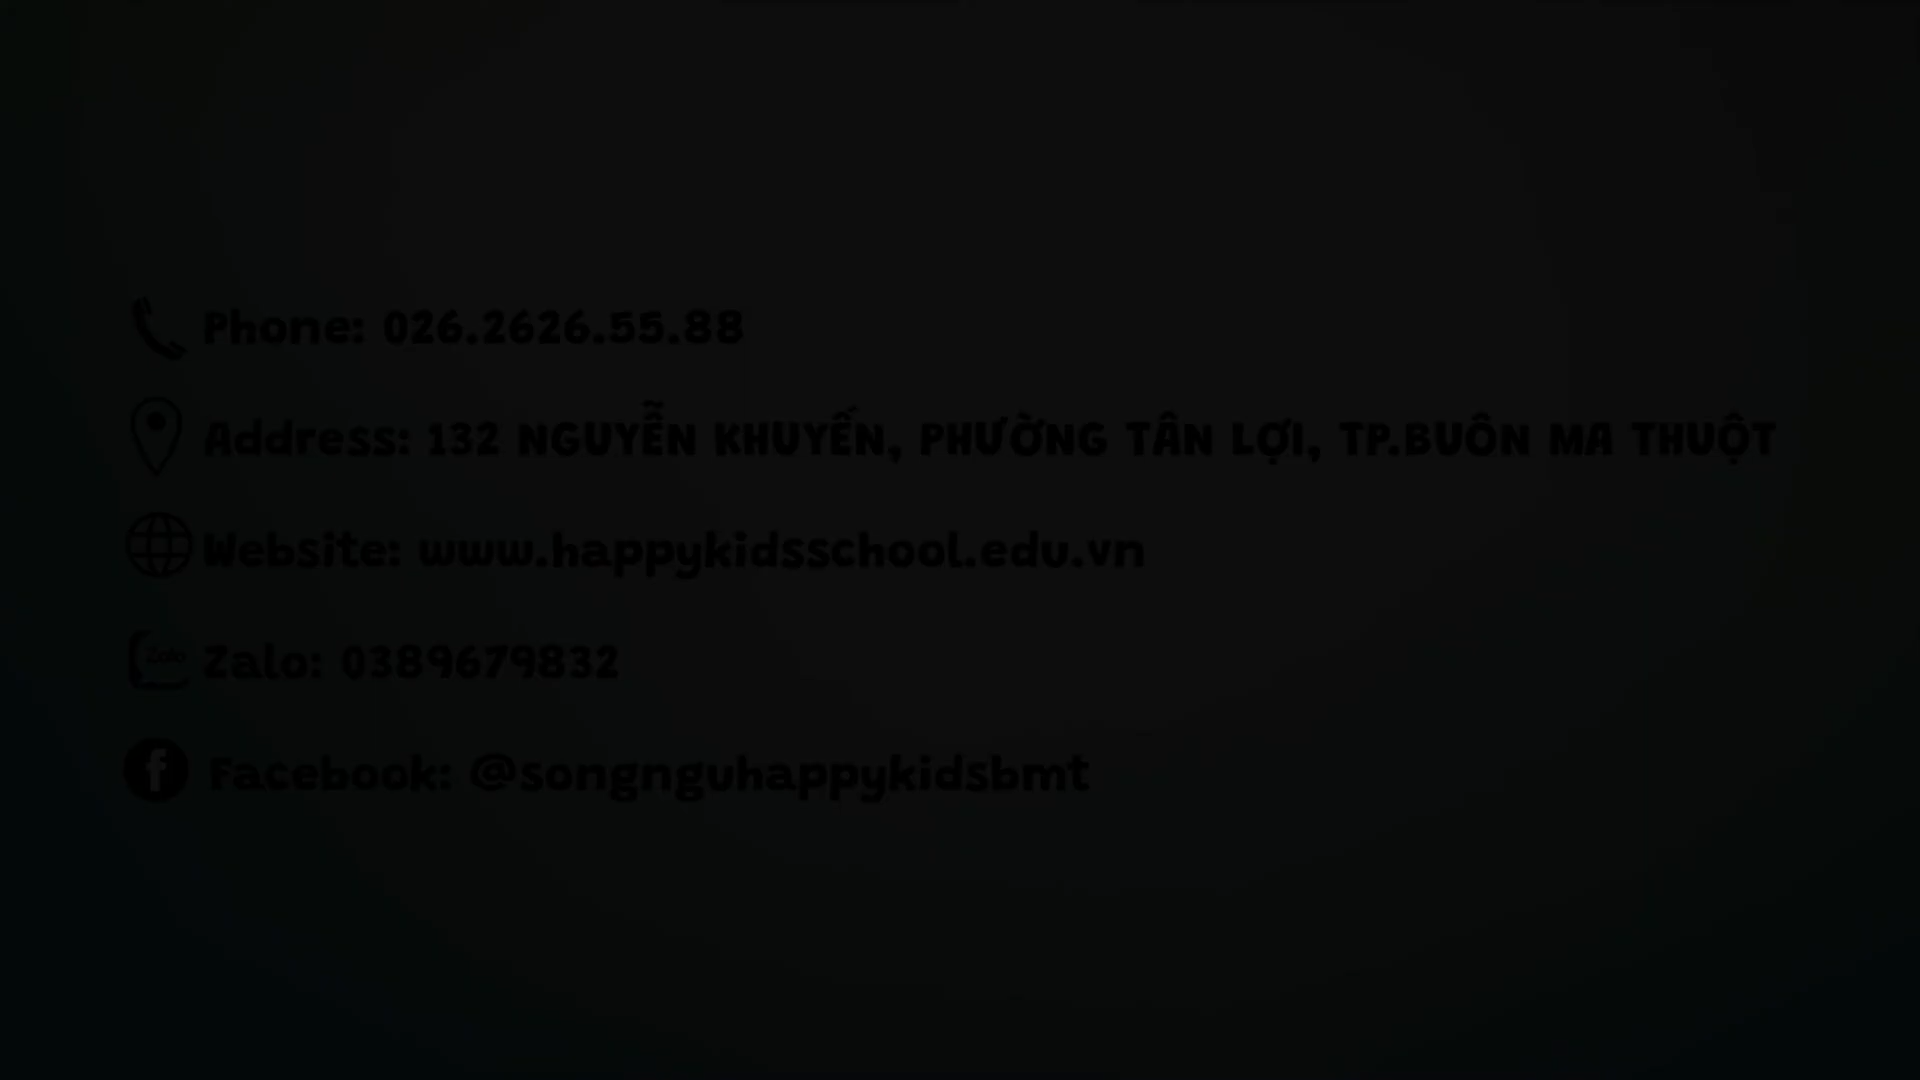 Phone: 026.2626.55.88
Address: 132 NGUYỄN KHUYẾN, PHƯỜNG TÂN LỢI, TP.BUÔN MA THUỘT
Website: www.happykidsschool.edu.vn
Zalo Zalo: 0389679832
f Facebook: @songnguhappykidsbmt